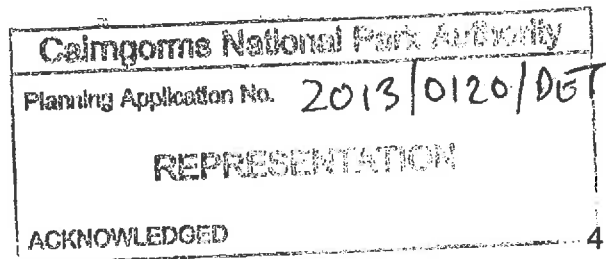 Cairngorms National Park Authority
Planning Application No. 2013/0120/DET
REPRESENTATION
ACKNOWLEDGED
4